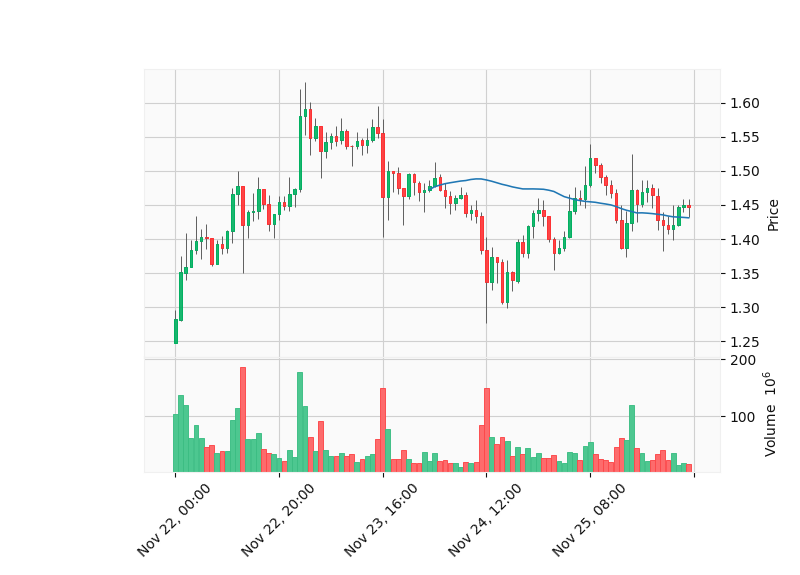 1.60
1.55
1.50
1.45
1.40
1.35
1.30
1.25
Price
200
100
Volume 10⁶
Nov 22, 00:00
Nov 22, 20:00
Nov 23, 16:00
Nov 24, 12:00
Nov 25, 08:00